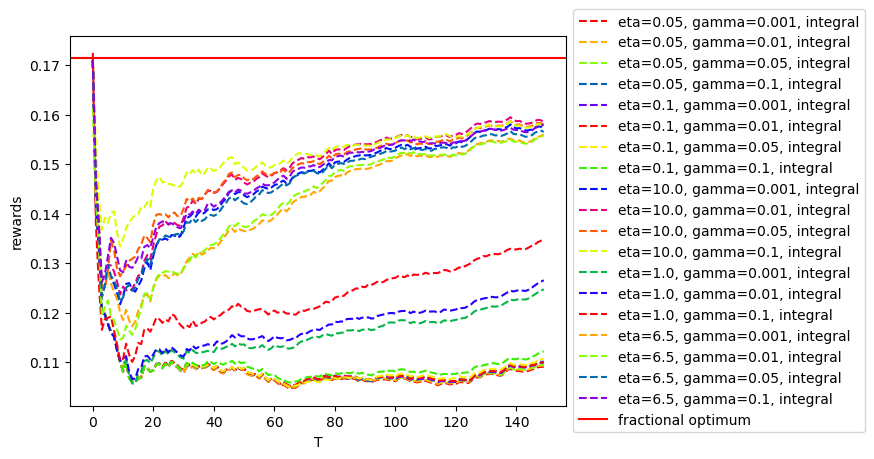 rewards
0.17
0.16
0.15
0.14
0.13
0.12
0.11
0
20
40
60
80
100
120
140
T
eta=0.05, gamma=0.001, integral
eta=0.05, gamma=0.01, integral
eta=0.05, gamma=0.05, integral
eta=0.05, gamma=0.1, integral
eta=0.1, gamma=0.001, integral
eta=0.1, gamma=0.01, integral
eta=0.1, gamma=0.05, integral
eta=0.1, gamma=0.1, integral
eta=10.0, gamma=0.001, integral
eta=10.0, gamma=0.01, integral
eta=10.0, gamma=0.05, integral
eta=10.0, gamma=0.1, integral
eta=1.0, gamma=0.001, integral
eta=1.0, gamma=0.01, integral
eta=1.0, gamma=0.1, integral
eta=6.5, gamma=0.001, integral
eta=6.5, gamma=0.01, integral
eta=6.5, gamma=0.05, integral
eta=6.5, gamma=0.1, integral
fractional optimum